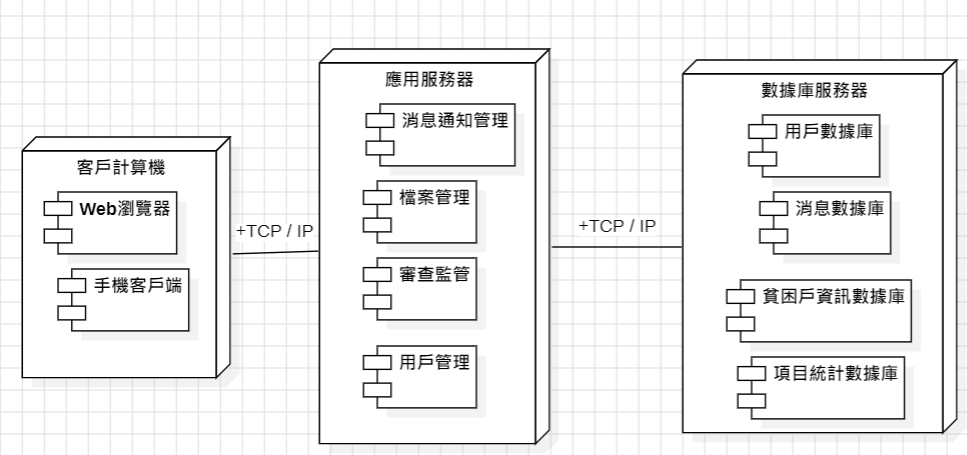 客戶計算機
Web瀏覽器
手機客戶端
+TCP / IP
應用服務器
消息通知管理
檔案管理
審查監管
用戶管理
+TCP / IP
數據庫服務器
用戶數據庫
消息數據庫
貧困戶資訊數據庫
項目統計數據庫